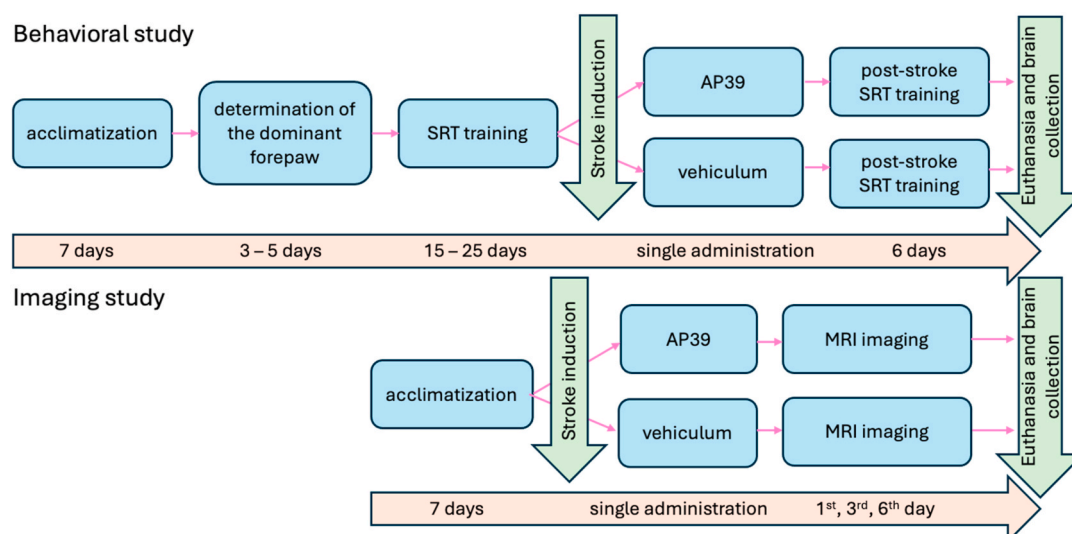 Behavioral study
acclimatization
determination of
the dominant
forepaw
SRT training
Stroke induction
AP39
post-stroke
SRT training
vehiculum
post-stroke
SRT training
Euthanasia and brain
collection
7 days
3 – 5 days
15 – 25 days
single administration
6 days
Imaging study
acclimatization
Stroke induction
AP39
MRI imaging
vehiculum
MRI imaging
Euthanasia and brain
collection
7 days
single administration
1st, 3rd, 6th day